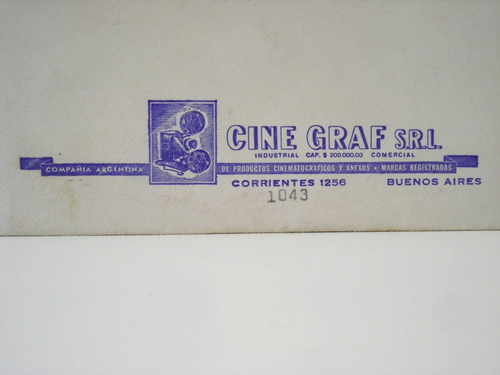 CINE GRAF S.R.L.
INDUSTRIAL CAP. $ 200.000.00 COMERCIAL
COMPAÑIA ARGENTINA DE PRODUCTOS CINEMATOGRAFICOS Y ANEXOS • MARCAS REGISTRADAS
CORRIENTES 1256 BUENOS AIRES
1043